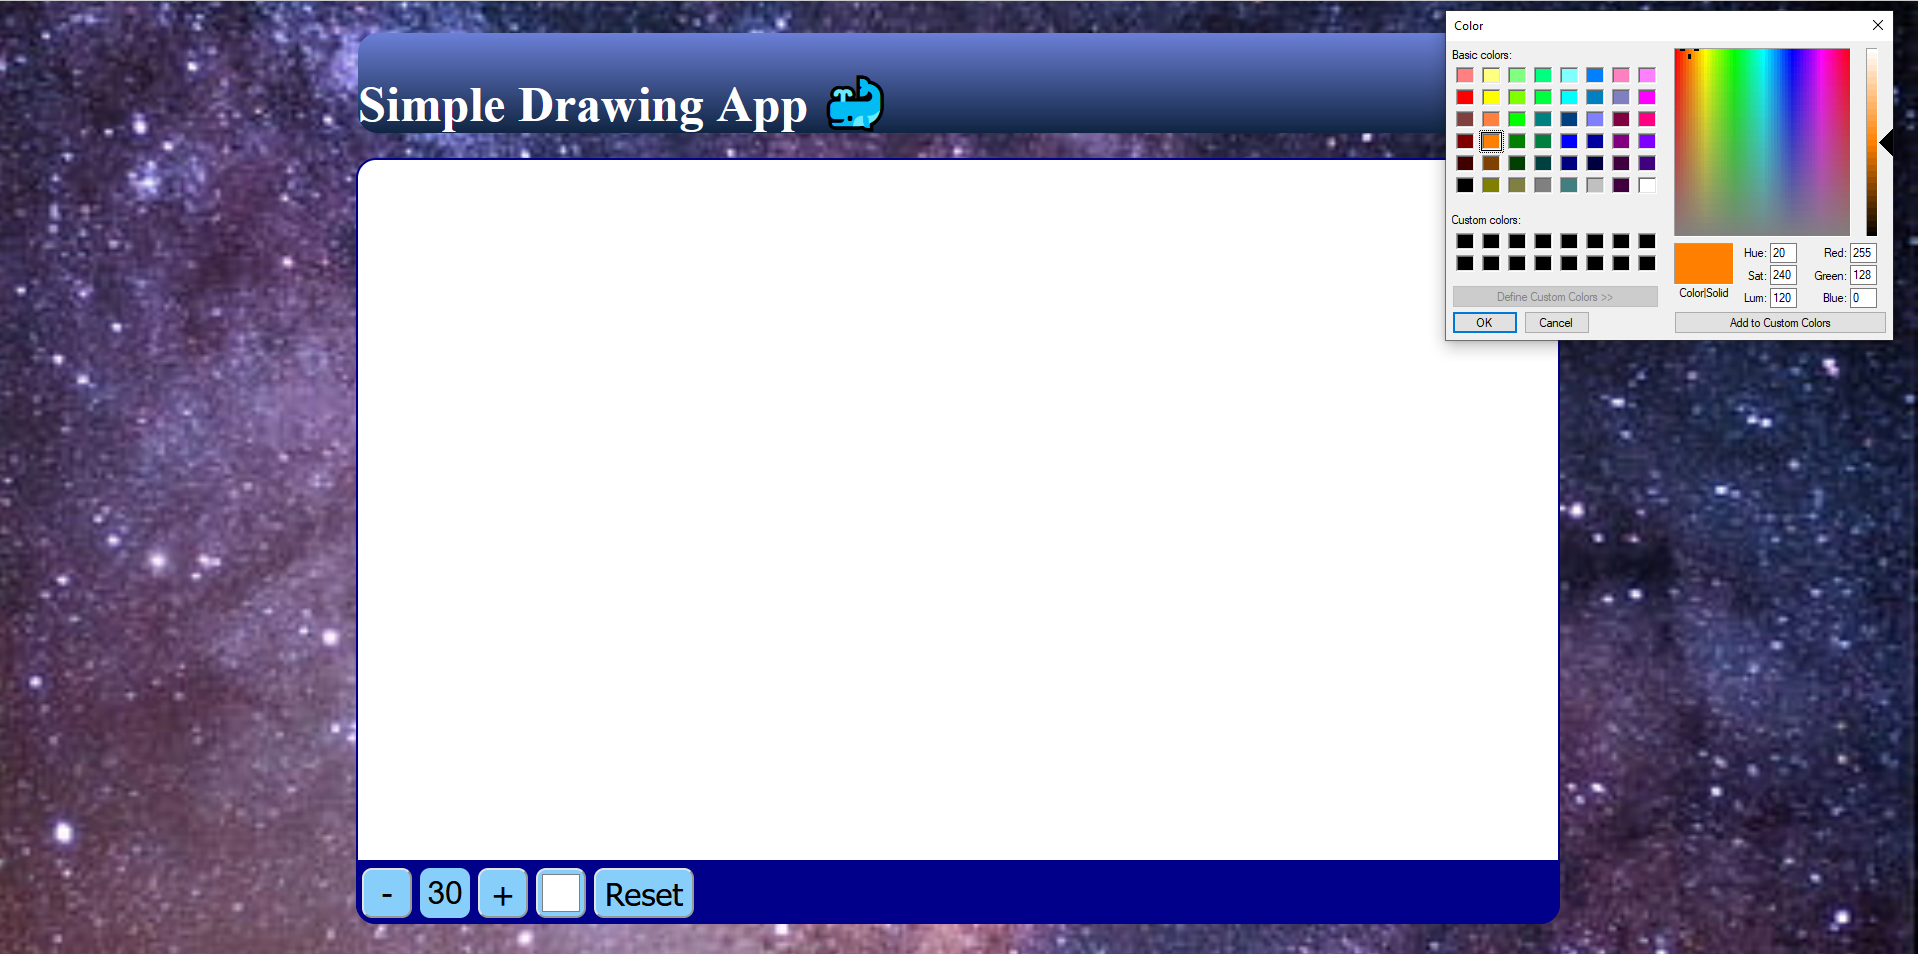 Simple Drawing App
- 30 + Reset
Color
Basic colors:
Custom colors:
Define Custom Colors >>
OK Cancel
Color|Solid
Hue: 20 Red: 255
Sat: 240 Green: 128
Lum: 120 Blue: 0
Add to Custom Colors